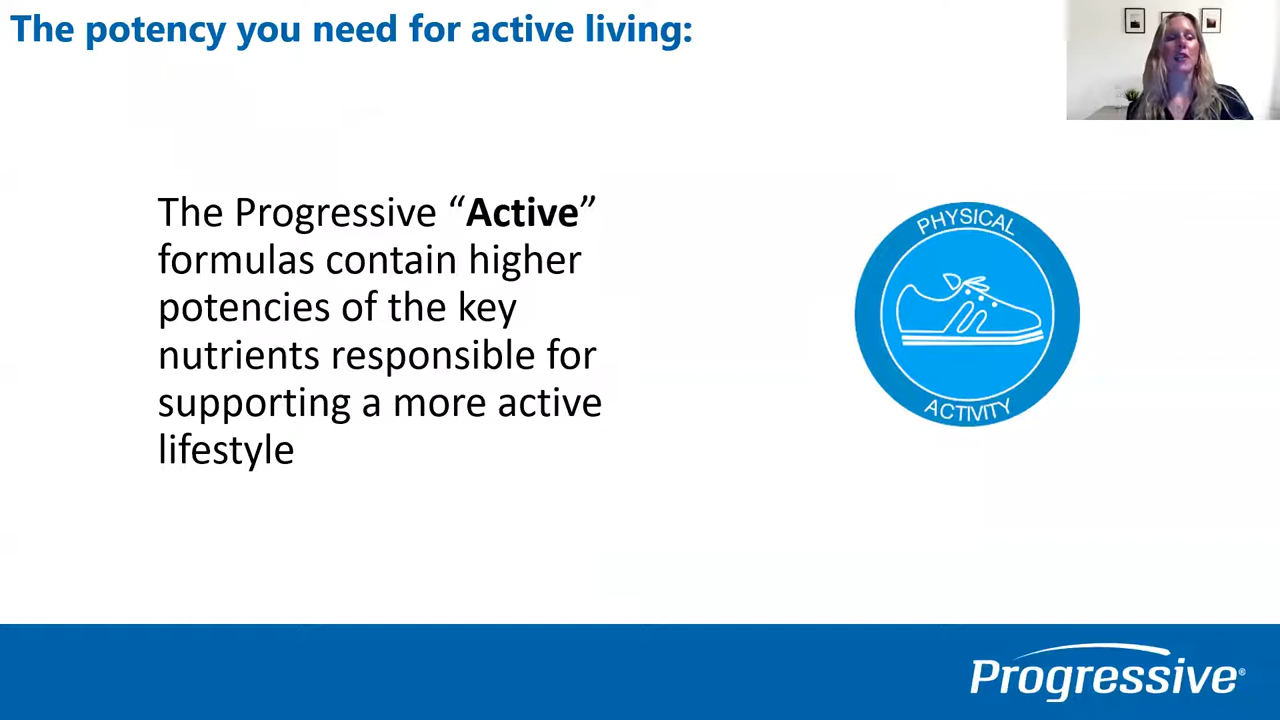 The potency you need for active living:
The Progressive “Active”
formulas contain higher
potencies of the key
nutrients responsible for
supporting a more active
lifestyle
PHYSICAL
ACTIVITY
Progressive®